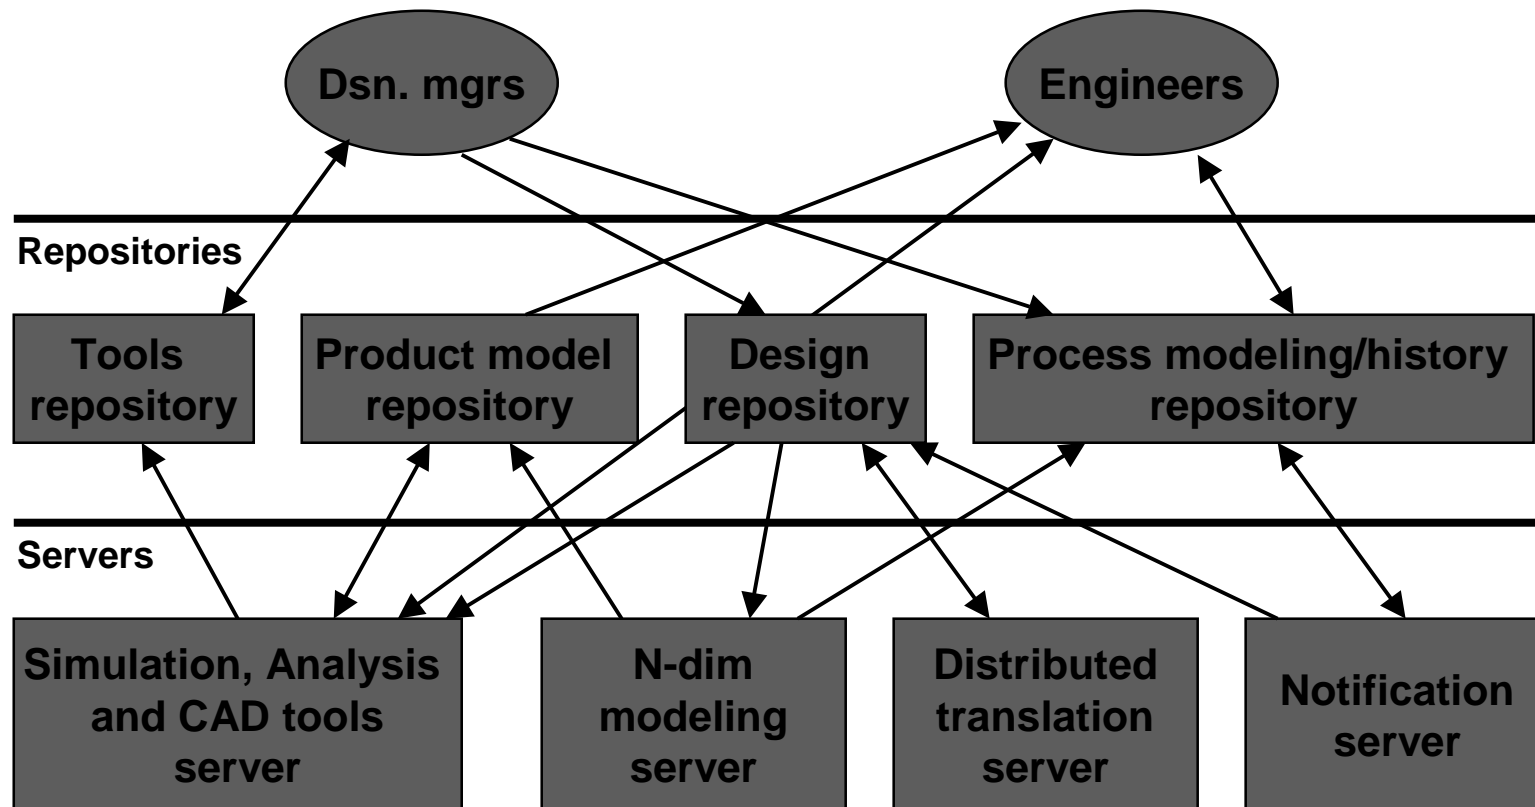 Dsn. mgrs
Engineers
Repositories
Tools
repository
Product model
repository
Design
repository
Process modeling/history
repository
Servers
Simulation, Analysis
and CAD tools
server
N-dim
modeling
server
Distributed
translation
server
Notification
server